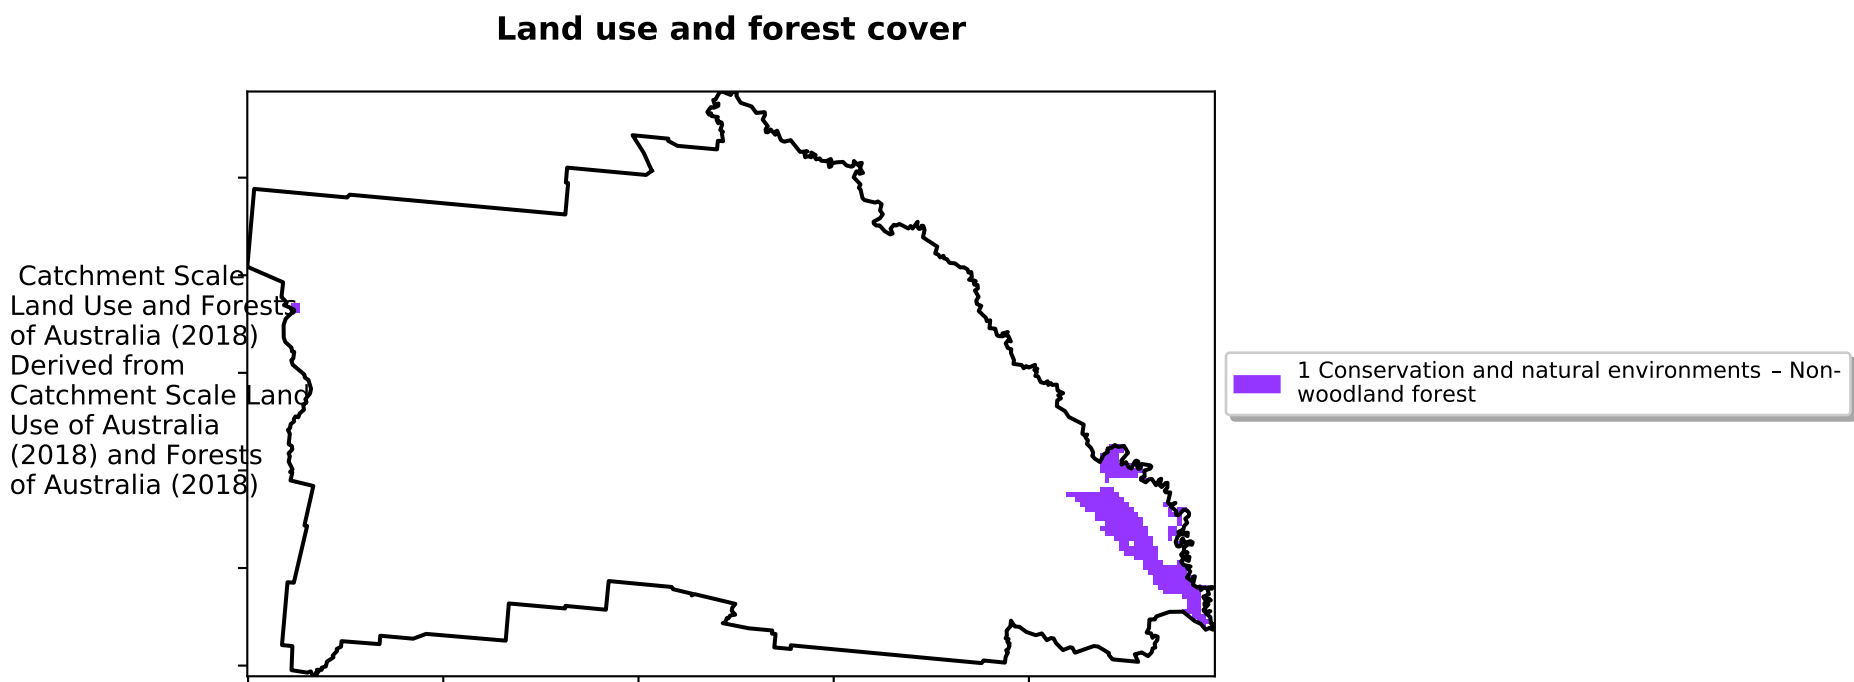 Land use and forest cover
Catchment Scale
Land Use and Forests
of Australia (2018)
Derived from
Catchment Scale Land
Use of Australia
(2018) and Forests
of Australia (2018)
1 Conservation and natural environments – Non-
woodland forest